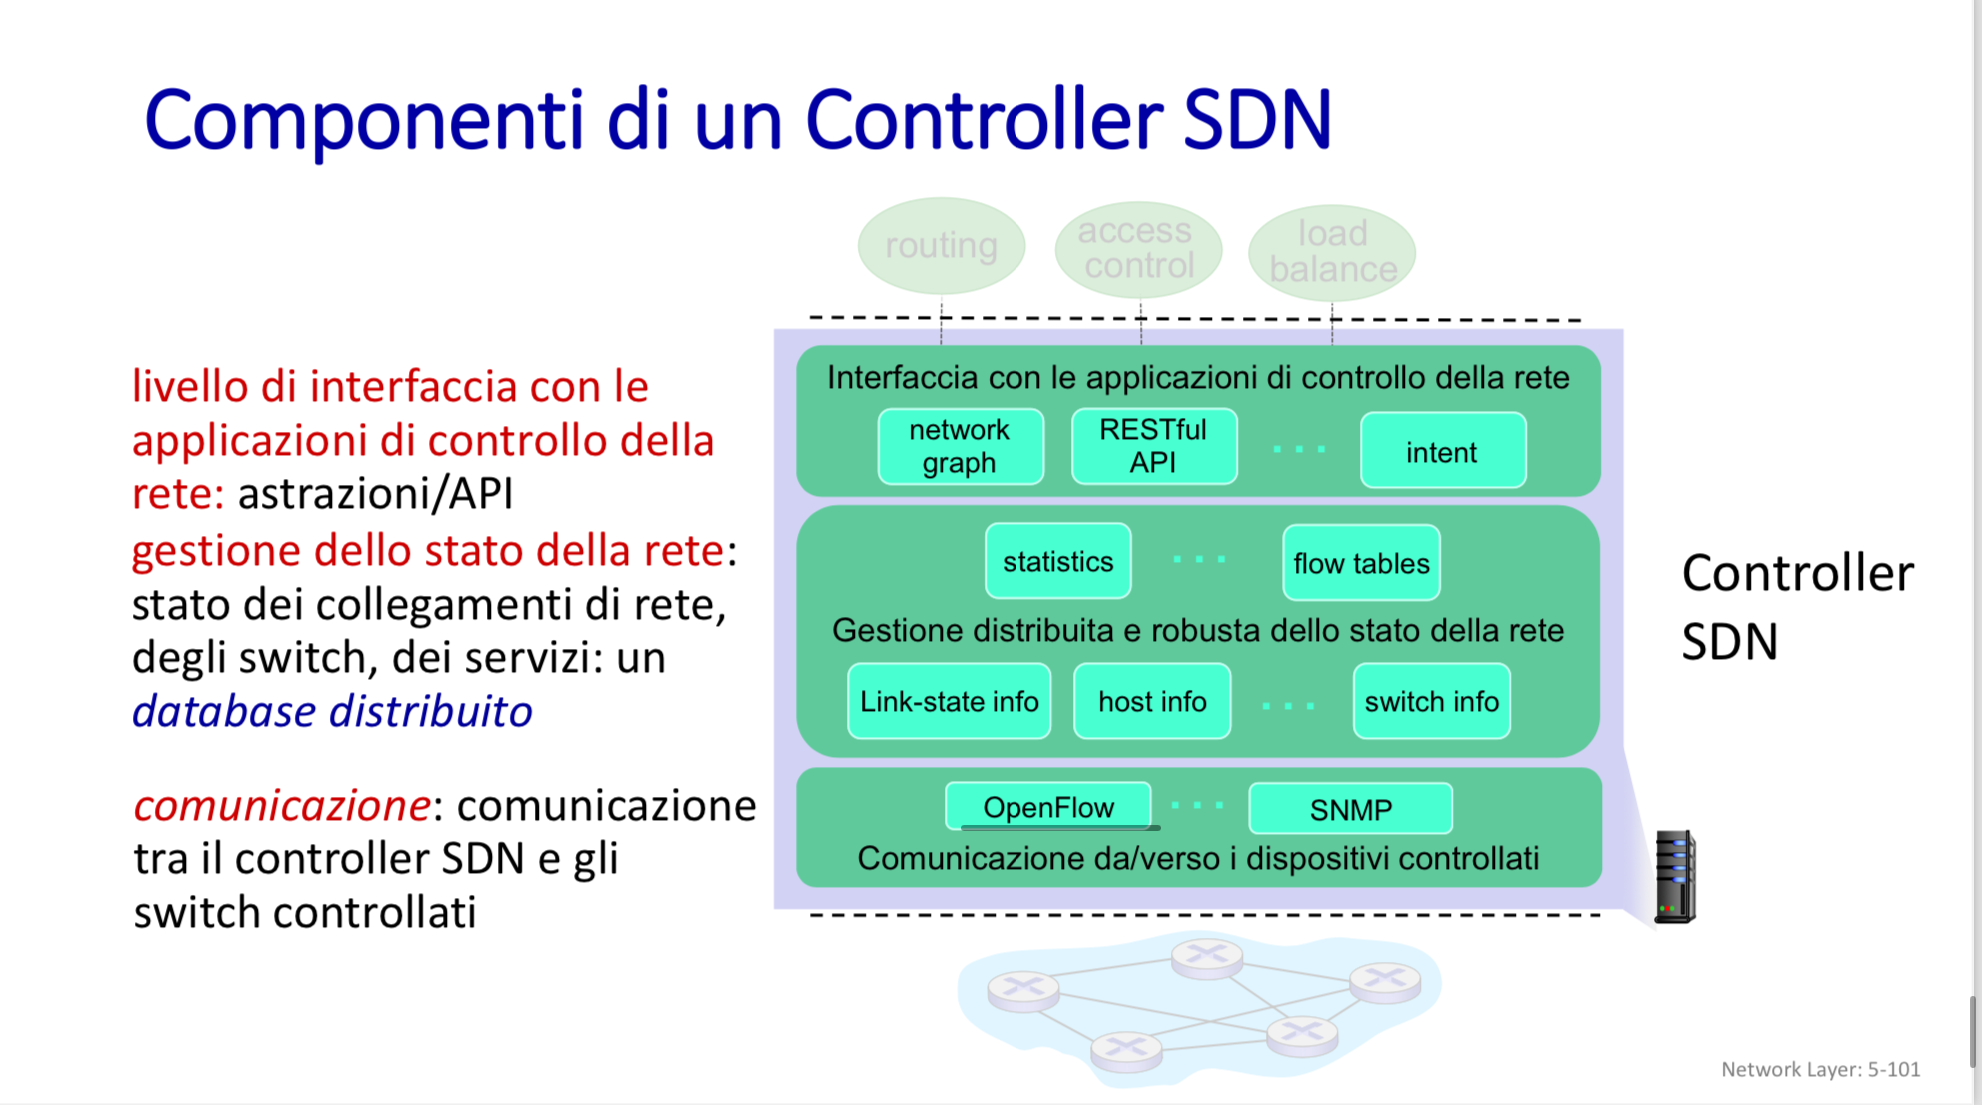 Componenti di un Controller SDN
routing
access
control
load
balance
livello di interfaccia con le
applicazioni di controllo della
rete: astrazioni/API
gestione dello stato della rete:
stato dei collegamenti di rete,
degli switch, dei servizi: un
database distribuito
comunicazione: comunicazione
tra il controller SDN e gli
switch controllati
Interfaccia con le applicazioni di controllo della rete
network
graph
RESTful
API
. . .
intent
statistics
. . .
flow tables
Gestione distribuita e robusta dello stato della rete
Link-state info
host info
. . .
switch info
OpenFlow
. . .
SNMP
Comunicazione da/verso i dispositivi controllati
Controller
SDN
Network Layer: 5-101